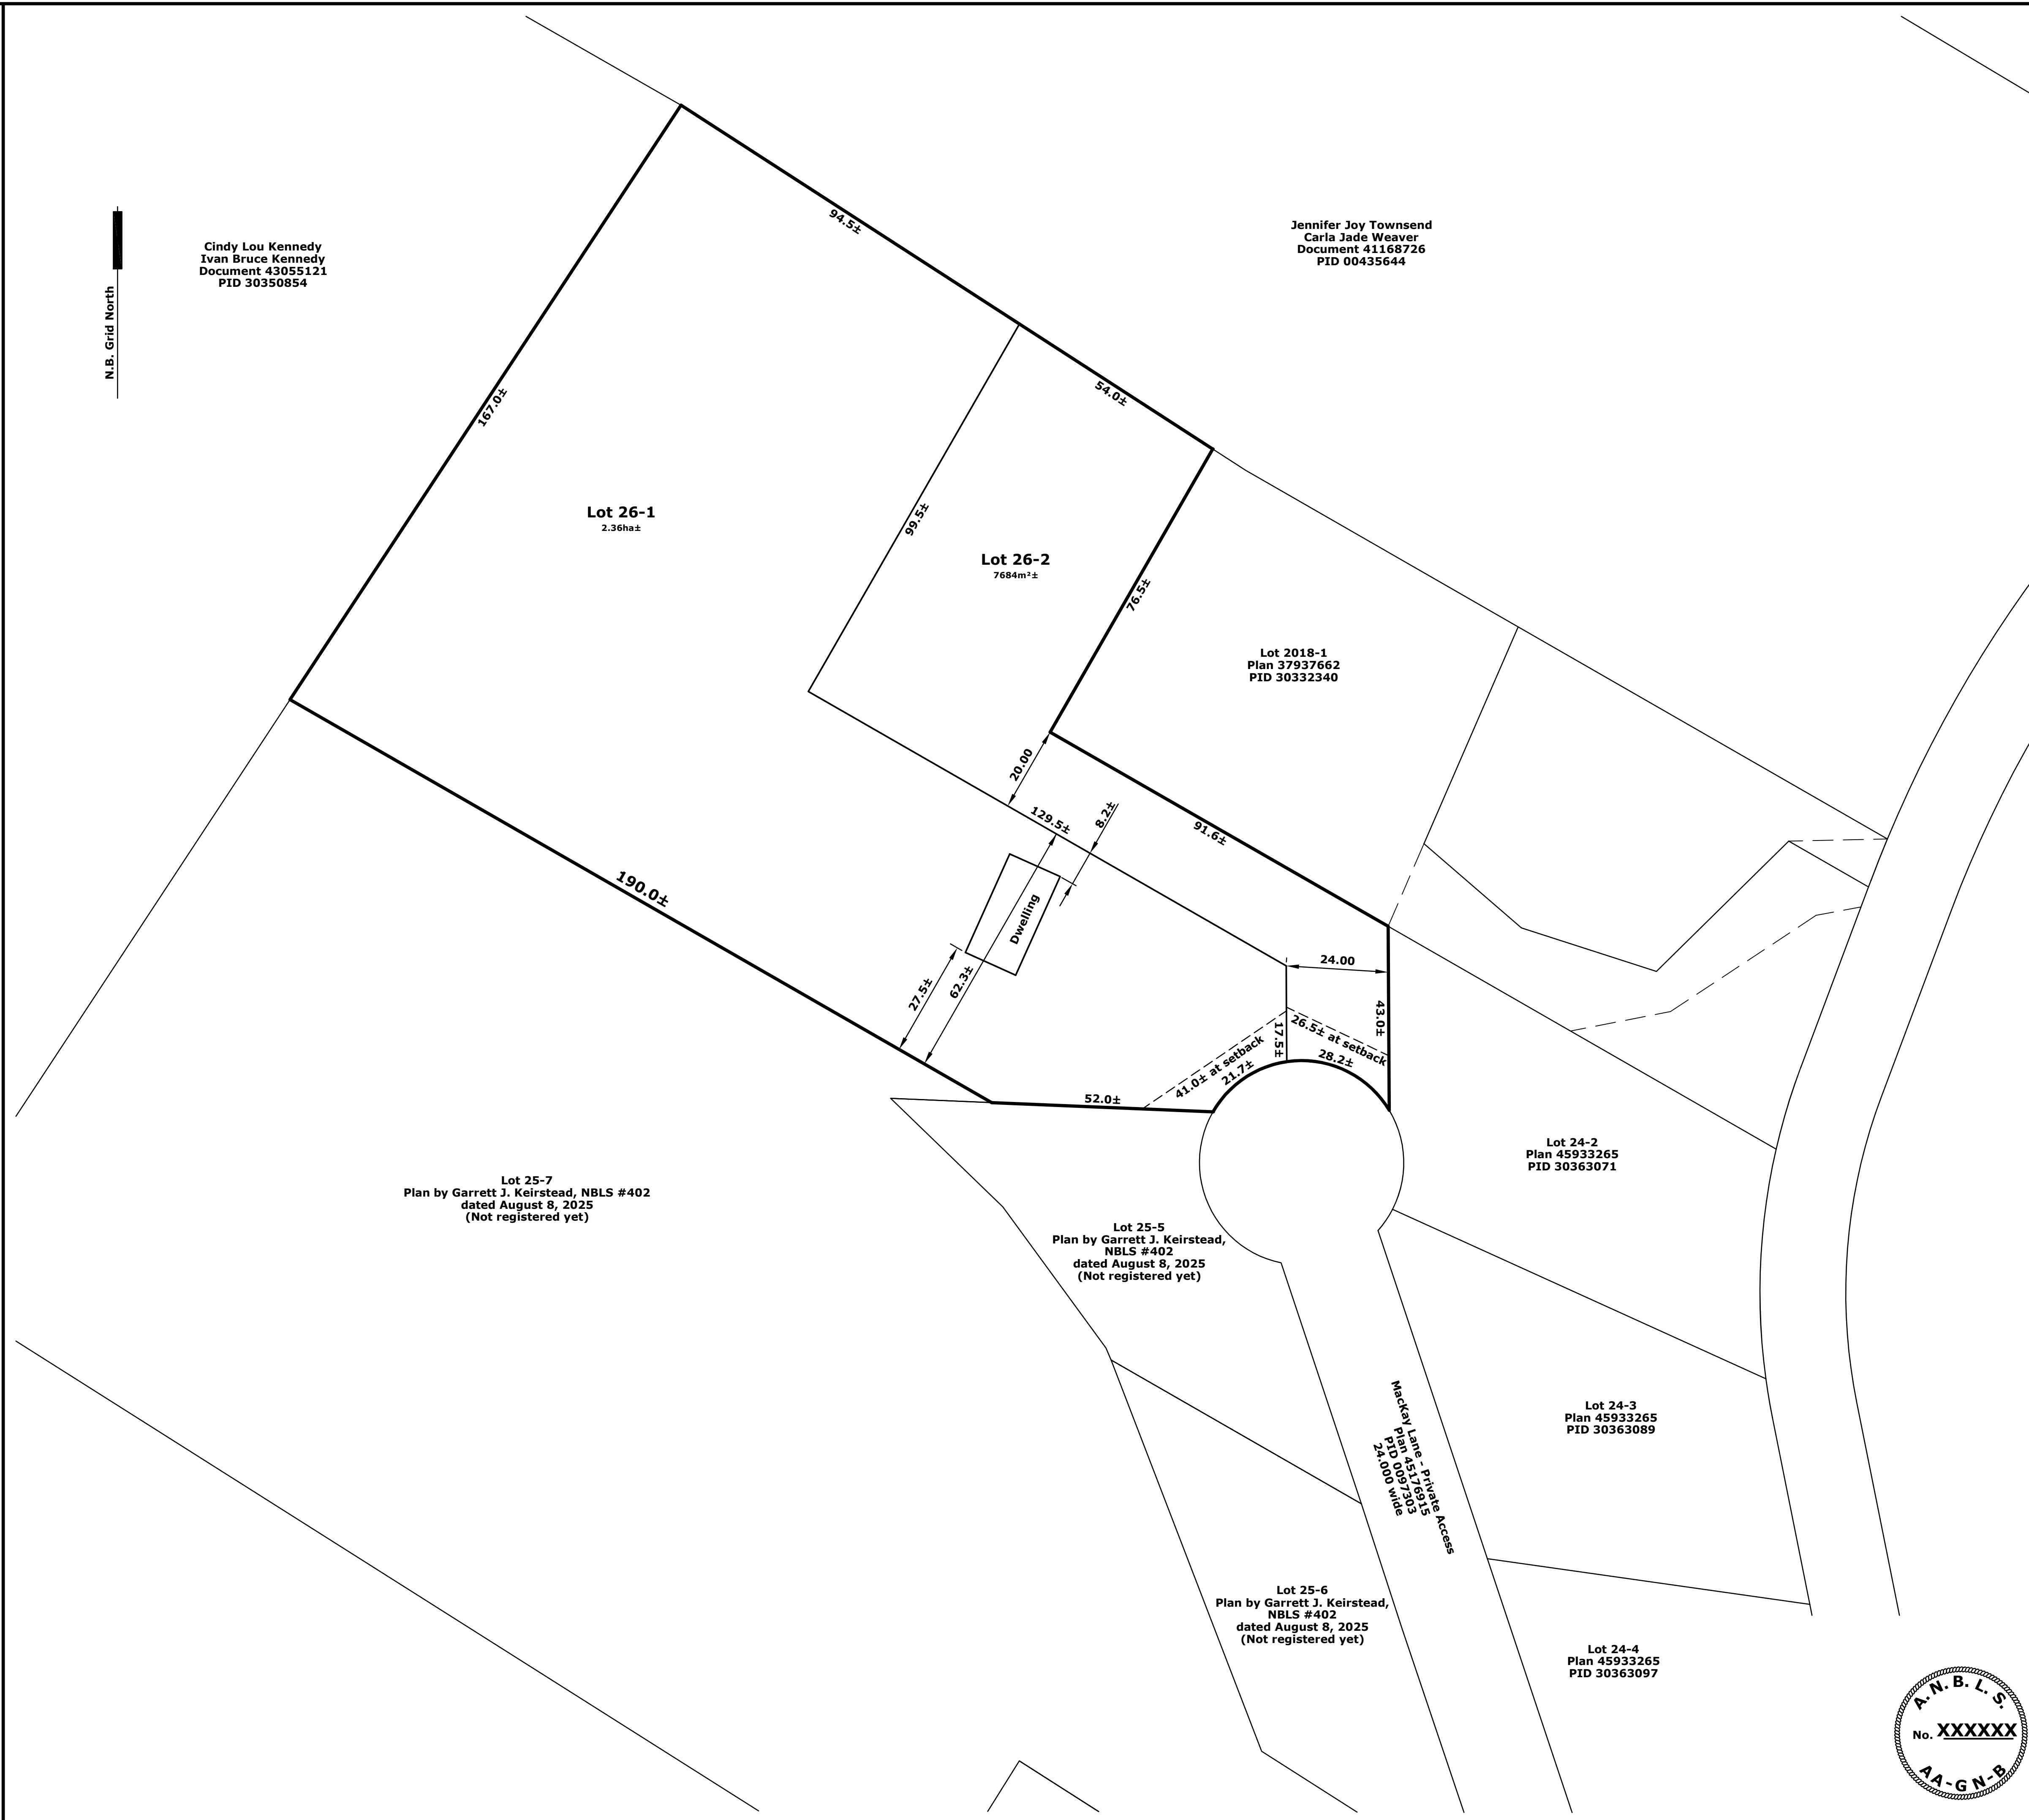 N.B. Grid North
Cindy Lou Kennedy
Ivan Bruce Kennedy
Document 43055121
PID 30350854
Jennifer Joy Townsend
Carla Jade Weaver
Document 41168726
PID 00435644
94.5±
54.0±
167.0±
Lot 26-1
2.36ha±
99.5±
Lot 26-2
7684m²±
76.5±
Lot 2018-1
Plan 37937662
PID 30332340
20.00
129.5±
8.2±
91.6±
190.0±
Dwelling
27.5±
62.3±
24.00
43.0±
17.5±
26.5± at setback
28.2±
41.0± at setback
21.7±
52.0±
Lot 24-2
Plan 45933265
PID 30363071
Lot 25-7
Plan by Garrett J. Keirstead, NBLS #402
dated August 8, 2025
(Not registered yet)
Lot 25-5
Plan by Garrett J. Keirstead,
NBLS #402
dated August 8, 2025
(Not registered yet)
MacKay Lane - Private Access
Plan 45176915
PID 0097303
24.000 wide
Lot 24-3
Plan 45933265
PID 30363089
Lot 25-6
Plan by Garrett J. Keirstead,
NBLS #402
dated August 8, 2025
(Not registered yet)
Lot 24-4
Plan 45933265
PID 30363097
A. N. B. L. S.
No. XXXXXX
AA-GN-B